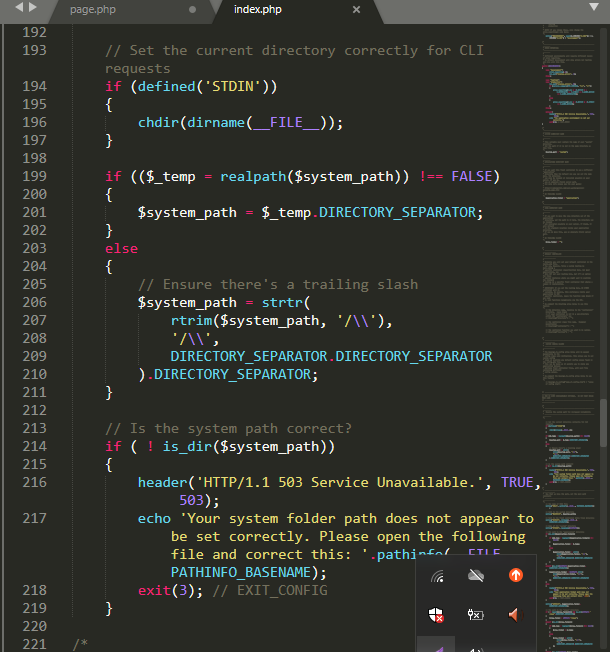 page.php
index.php
192
193 // Set the current directory correctly for CLI
requests
194 if (defined('STDIN'))
195 {
196 chdir(dirname(__FILE__));
197 }
198
199 if (($_temp = realpath($system_path)) !== FALSE)
200 {
201 $system_path = $_temp.DIRECTORY_SEPARATOR;
202 }
203 else
204 {
205 // Ensure there's a trailing slash
206 $system_path = strtr(
207 rtrim($system_path, '/\\'),
208 '/\\',
209 DIRECTORY_SEPARATOR.DIRECTORY_SEPARATOR
210 ).DIRECTORY_SEPARATOR;
211 }
212
213 // Is the system path correct?
214 if ( ! is_dir($system_path))
215 {
216 header('HTTP/1.1 503 Service Unavailable.', TRUE,
503);
217 echo 'Your system folder path does not appear to
be set correctly. Please open the following
file and correct this: '.pathinfo(__FILE
PATHINFO_BASENAME);
218 exit(3); // EXIT_CONFIG
219 }
220
221 /*